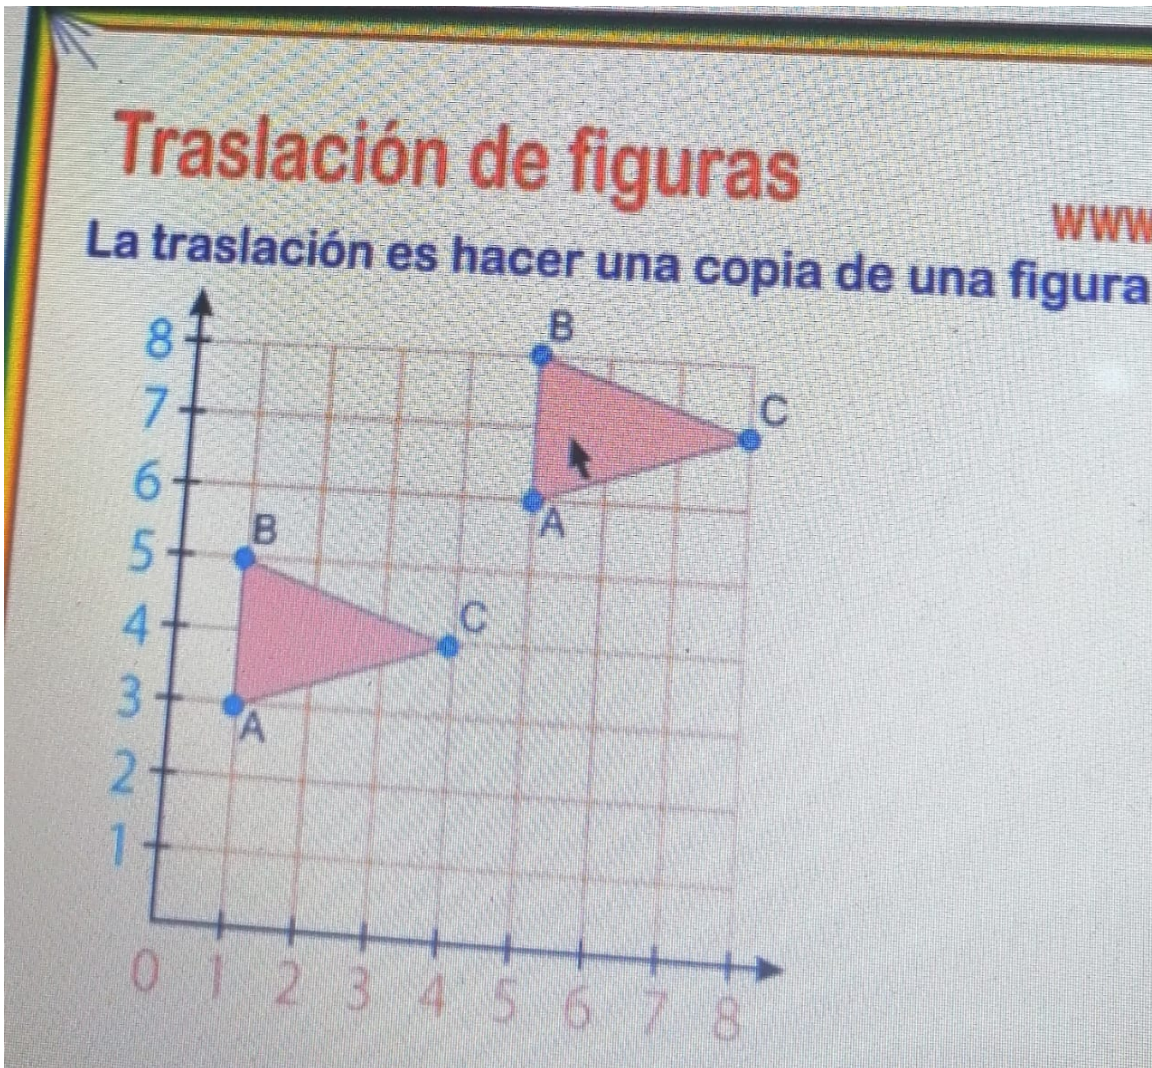 Traslación de figuras
www
La traslación es hacer una copia de una figura
8
B
7
C
6
A
B
5
4
C
3
A
2
1
0 1 2 3 4 5 6 7 8